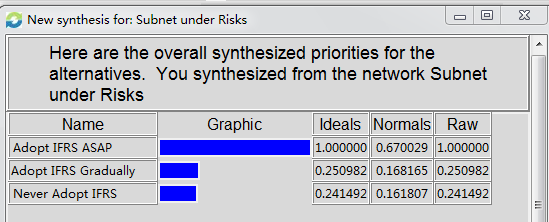 New synthesis for: Subnet under Risks
Here are the overall synthesized priorities for the
alternatives. You synthesized from the network Subnet
under Risks
Name Graphic Ideals Normals Raw
Adopt IFRS ASAP 1.000000 0.670029 1.000000
Adopt IFRS Gradually 0.250982 0.168165 0.250982
Never Adopt IFRS 0.241492 0.161807 0.241492